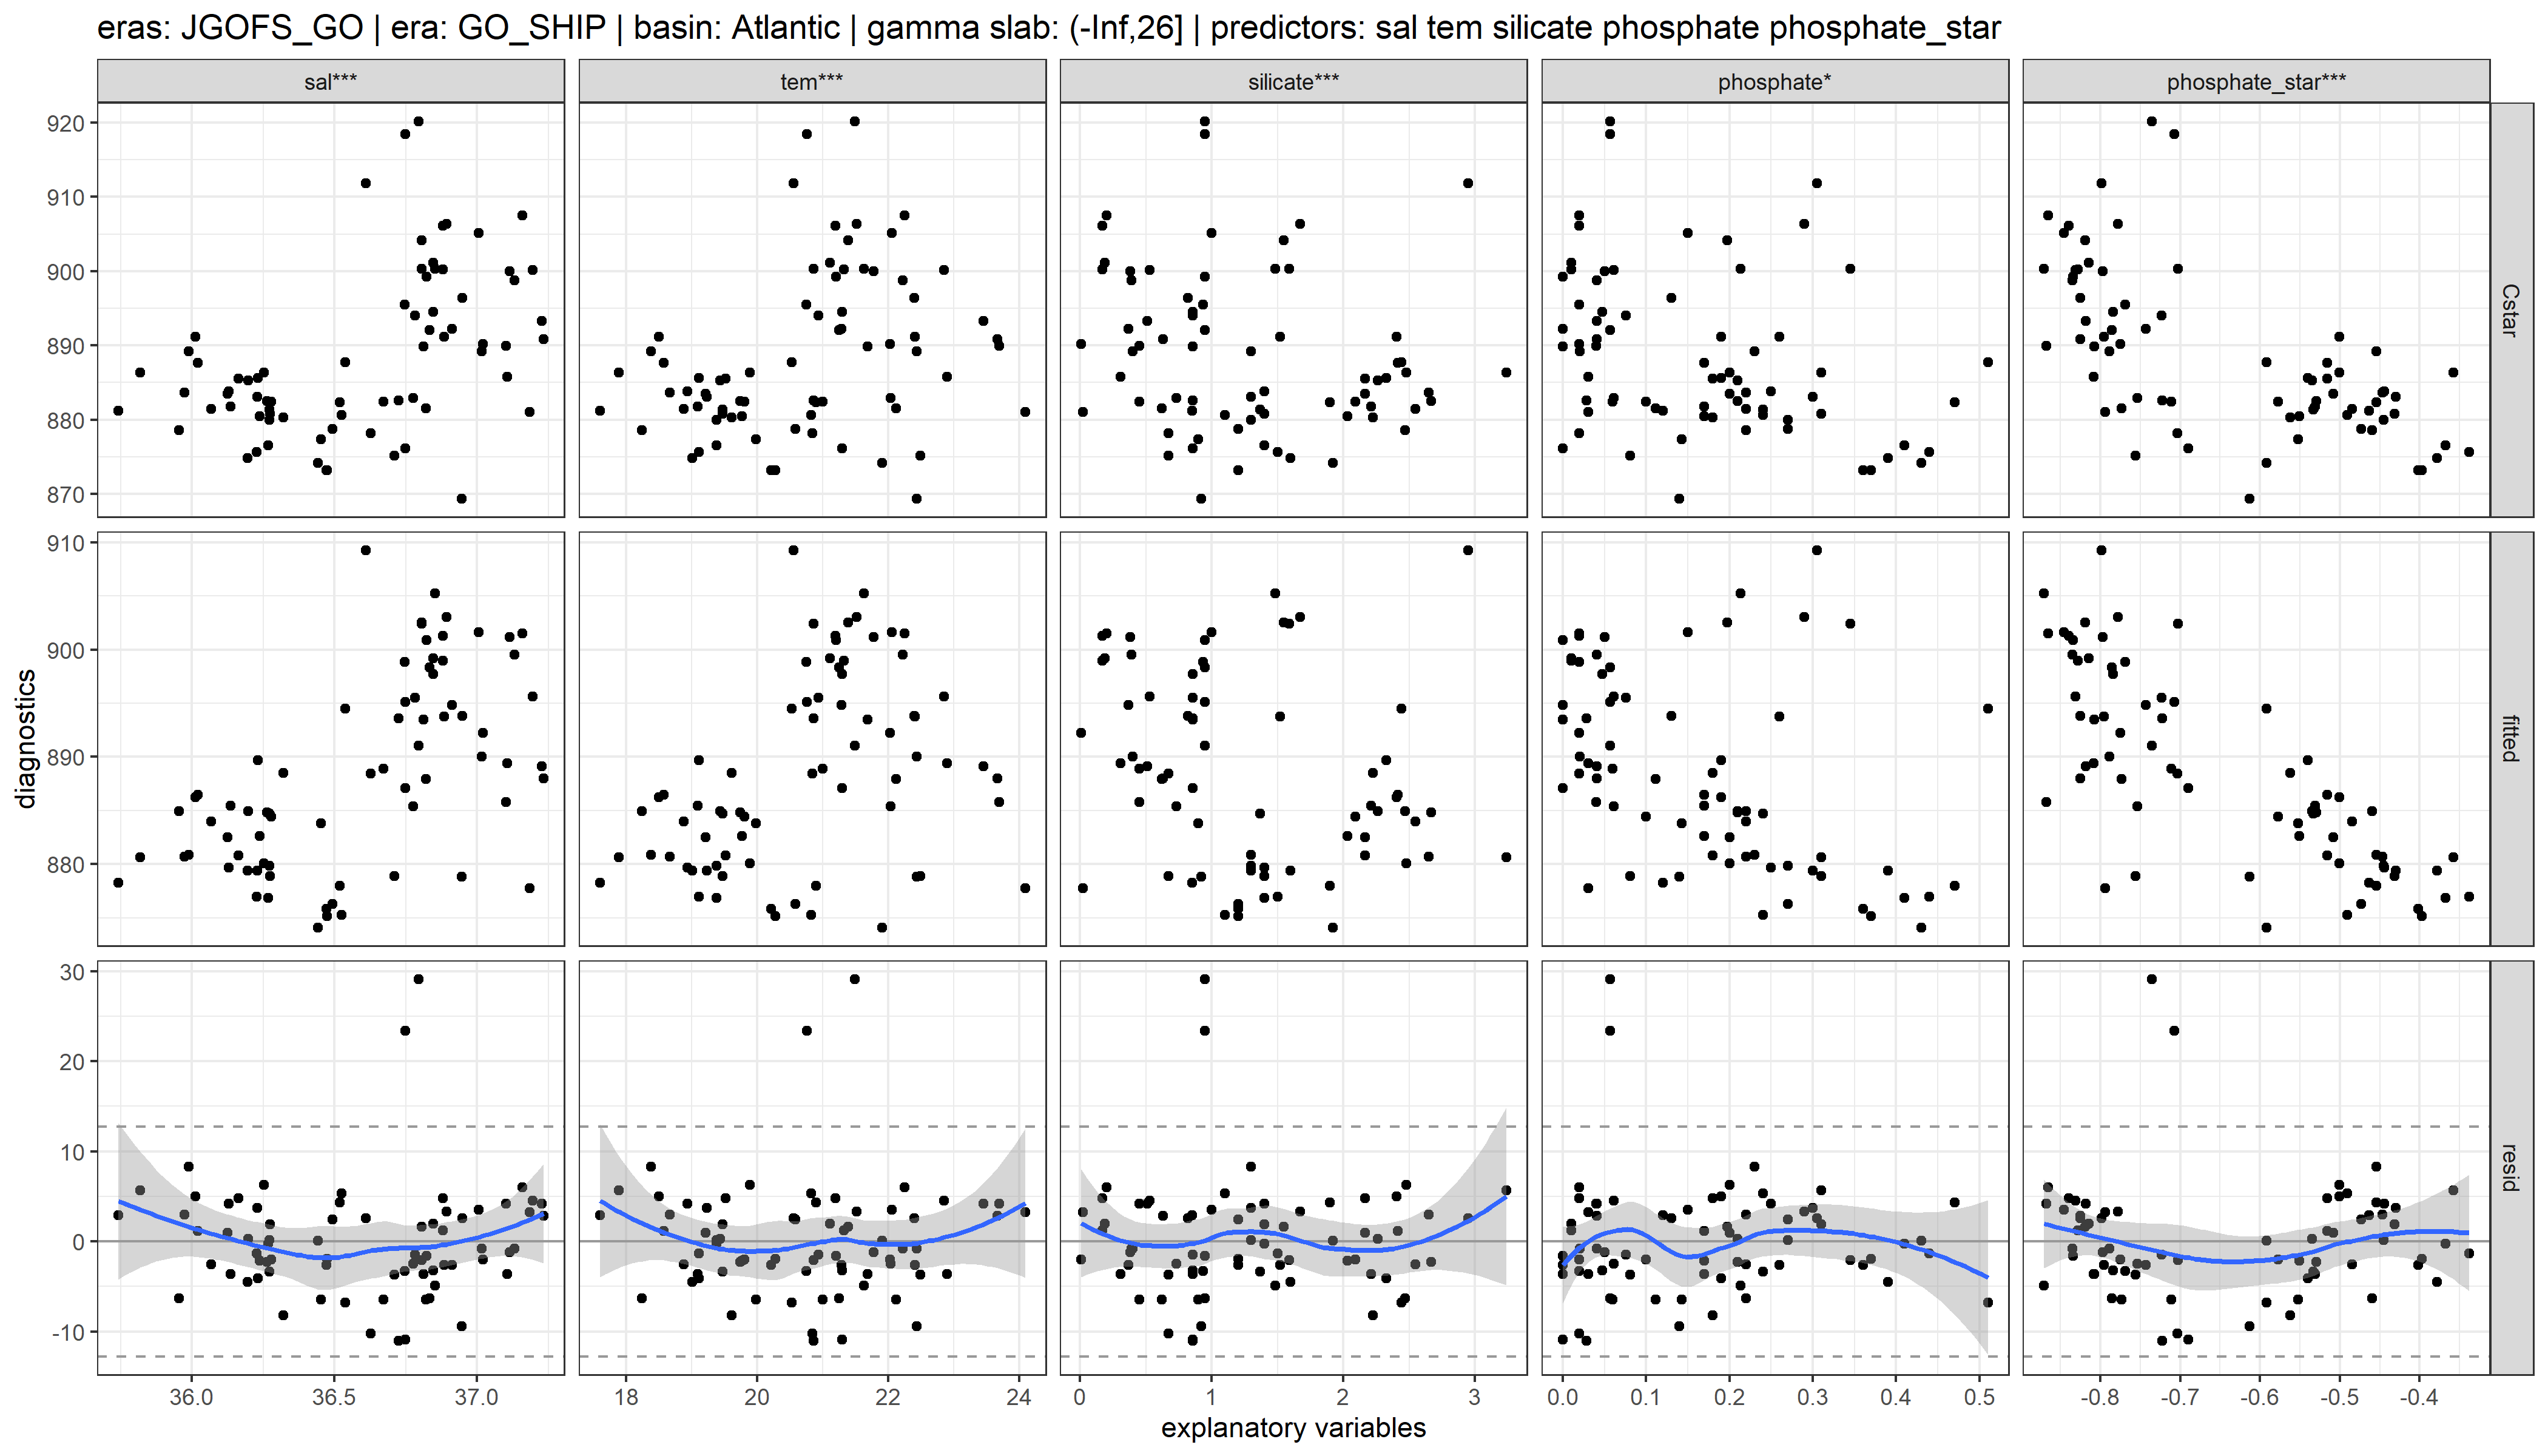 eras: JGOFS_GO | era: GO_SHIP | basin: Atlantic | gamma slab: (-Inf,26] | predictors: sal tem silicate phosphate phosphate_star
sal***
tem***
silicate***
phosphate*
phosphate_star***
920
910
900
890
880
870
Cstar
910
900
890
880
fitted
diagnostics
30
20
10
0
-10
resid
36.0 36.5 37.0
18 20 22 24
0 1 2 3
0.0 0.1 0.2 0.3 0.4 0.5
-0.8 -0.7 -0.6 -0.5 -0.4
explanatory variables